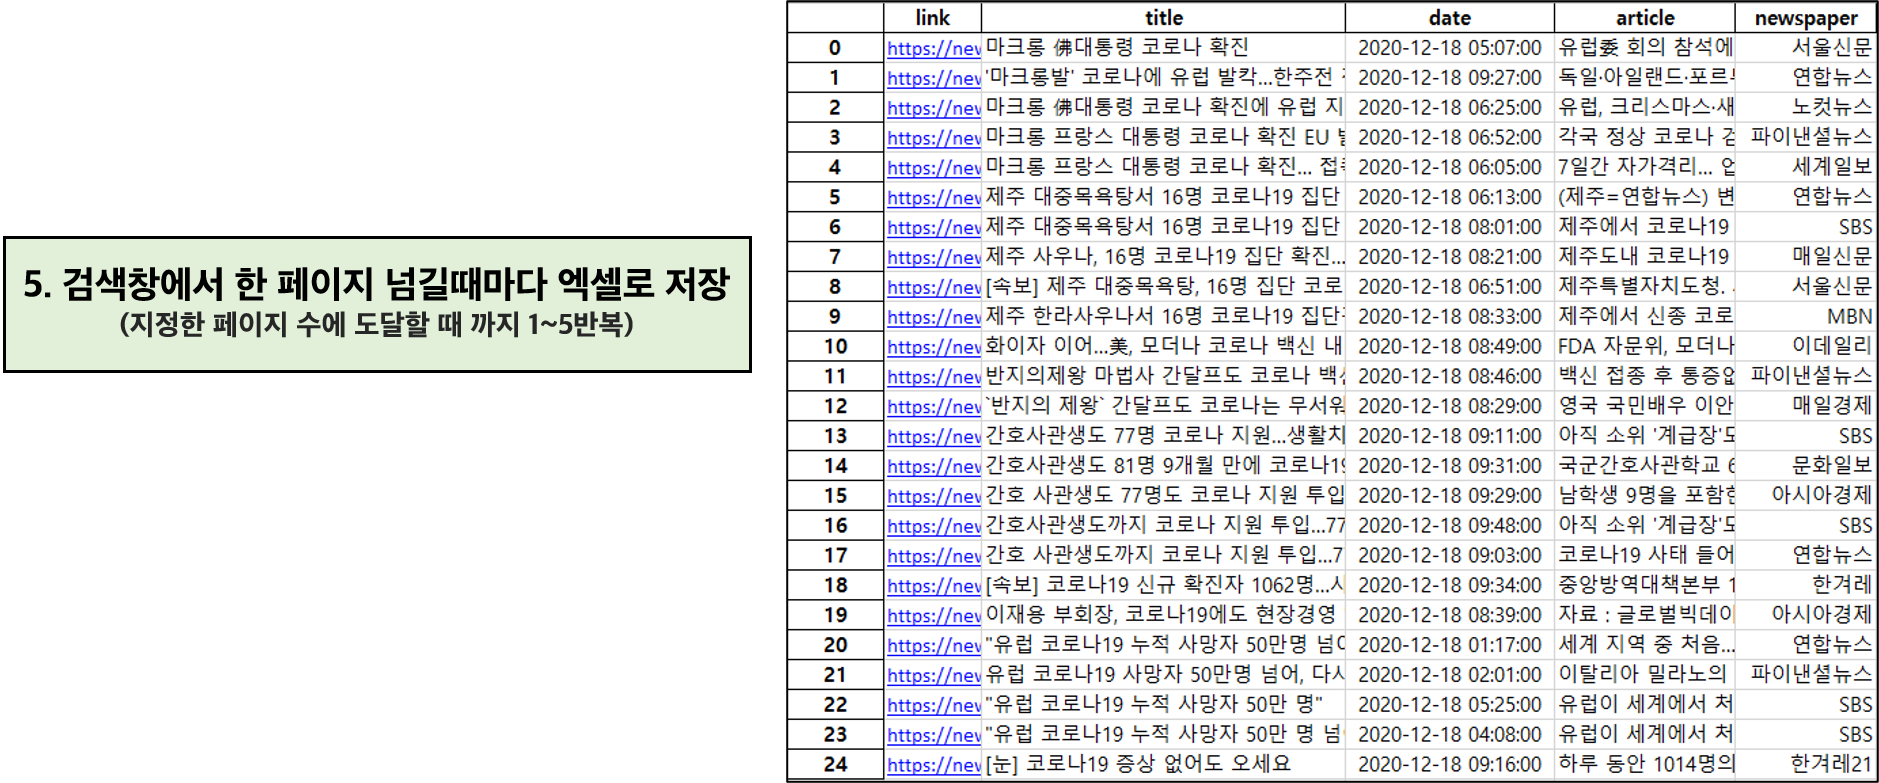 5. 검색창에서 한 페이지 넘길때마다 엑셀로 저장
(지정한 페이지 수에 도달할 때 까지 1~5반복)
link title date article newspaper
0 https://new 마크롱 佛대통령 코로나 확진 2020-12-18 05:07:00 유럽委 회의 참석에 서울신문
1 https://new '마크롱발' 코로나에 유럽 발칵...한주전 2020-12-18 09:27:00 독일·아일랜드·포르 연합뉴스
2 https://new 마크롱 佛대통령 코로나 확진에 유럽 지 2020-12-18 06:25:00 유럽, 크리스마스·새 노컷뉴스
3 https://new 마크롱 프랑스 대통령 코로나 확진 EU 2020-12-18 06:52:00 각국 정상 코로나 검 파이낸셜뉴스
4 https://new 마크롱 프랑스 대통령 코로나 확진... 접촉 2020-12-18 06:05:00 7일간 자가격리... 업 세계일보
5 https://new 제주 대중목욕탕서 16명 코로나19 집단 2020-12-18 06:13:00 (제주=연합뉴스) 변 연합뉴스
6 https://new 제주 대중목욕탕서 16명 코로나19 집단 2020-12-18 08:01:00 제주에서 코로나19 SBS
7 https://new 제주 사우나, 16명 코로나19 집단 확진... 2020-12-18 08:21:00 제주도내 코로나19 매일신문
8 https://new [속보] 제주 대중목욕탕, 16명 집단 코로 2020-12-18 06:51:00 제주특별자치도청. 서울신문
9 https://new 제주 한라사우나서 16명 코로나19 집단 2020-12-18 08:33:00 제주에서 신종 코로 MBN
10 https://new 화이자 이어...美, 모더나 코로나 백신 내 2020-12-18 08:49:00 FDA 자문위, 모더나 이데일리
11 https://new 반지의제왕 마법사 간달프도 코로나 백신 2020-12-18 08:46:00 백신 접종 후 통증없 파이낸셜뉴스
12 https://new `반지의 제왕` 간달프도 코로나는 무서워 2020-12-18 08:29:00 영국 국민배우 이안 매일경제
13 https://new 간호사관생도 77명 코로나 지원...생활치 2020-12-18 09:11:00 아직 소위 '계급장'도 SBS
14 https://new 간호사관생도 81명 9개월 만에 코로나19 2020-12-18 09:31:00 국군간호사관학교 6 문화일보
15 https://new 간호 사관생도 77명도 코로나 지원 투입 2020-12-18 09:29:00 남학생 9명을 포함한 아시아경제
16 https://new 간호사관생도까지 코로나 지원 투입...77 2020-12-18 09:48:00 아직 소위 '계급장'도 SBS
17 https://new 간호 사관생도까지 코로나 지원 투입...7 2020-12-18 09:03:00 코로나19 사태 들어 연합뉴스
18 https://new [속보] 코로나19 신규 확진자 1062명...사 2020-12-18 09:34:00 중앙방역대책본부 1 한겨레
19 https://new 이재용 부회장, 코로나19에도 현장경영 2020-12-18 08:39:00 자료 : 글로벌빅데이 아시아경제
20 https://new "유럽 코로나19 누적 사망자 50만명 넘어 2020-12-18 01:17:00 세계 지역 중 처음... 연합뉴스
21 https://new 유럽 코로나19 사망자 50만명 넘어, 다시 2020-12-18 02:01:00 이탈리아 밀라노의 파이낸셜뉴스
22 https://new "유럽 코로나19 누적 사망자 50만 명" 2020-12-18 05:25:00 유럽이 세계에서 처 SBS
23 https://new "유럽 코로나19 누적 사망자 50만 명 넘 2020-12-18 04:08:00 유럽이 세계에서 처 SBS
24 https://new [눈] 코로나19 증상 없어도 오세요 2020-12-18 09:16:00 하루 동안 1014명의 한겨레21